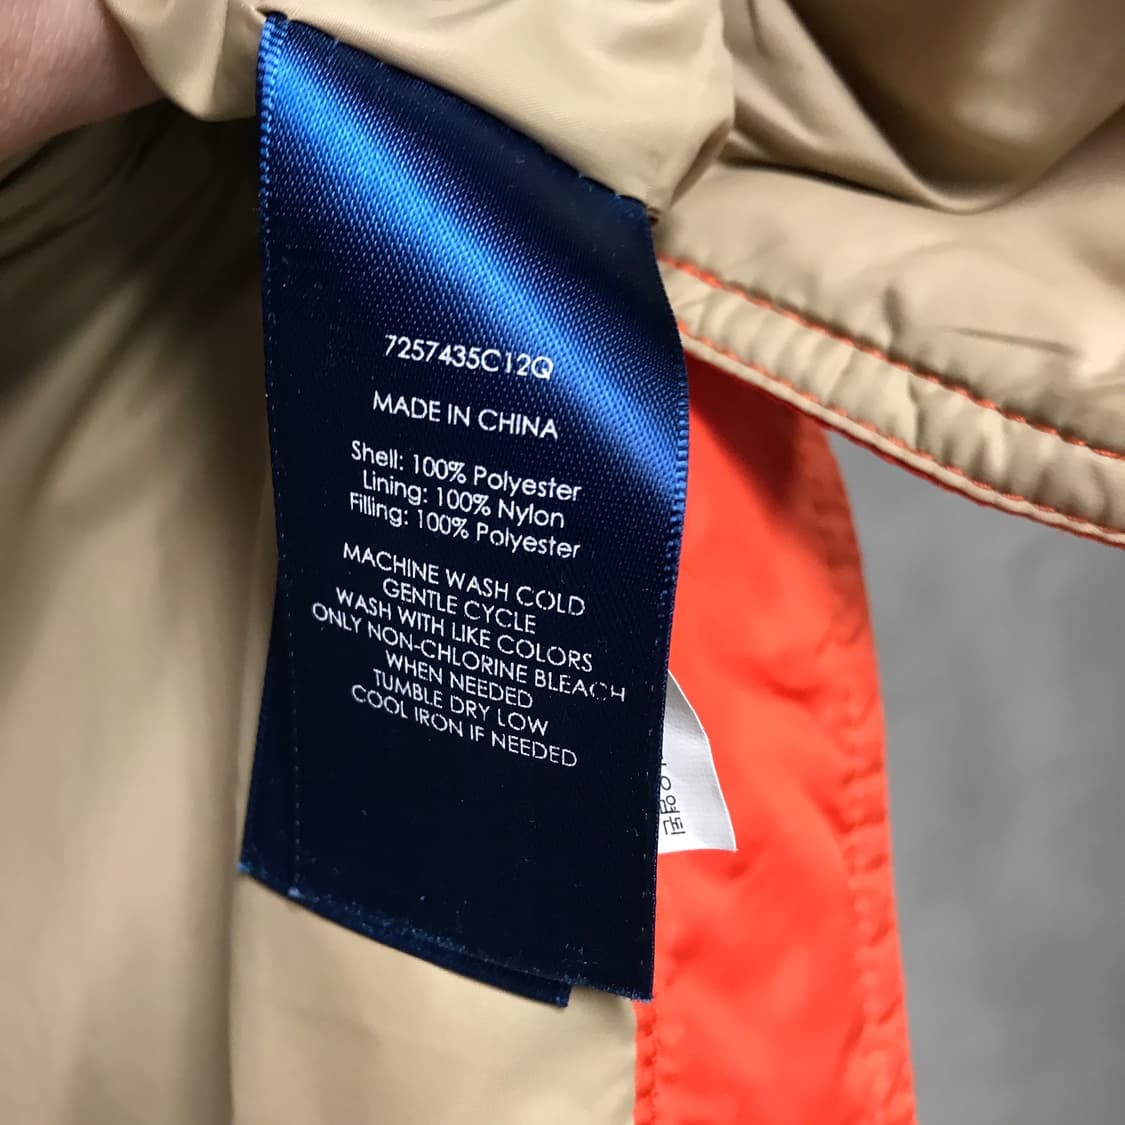 7257435C12Q
MADE IN CHINA
Shell: 100% Polyester
Lining: 100% Nylon
Filling: 100% Polyester
MACHINE WASH COLD
GENTLE CYCLE
WASH WITH LIKE COLORS
ONLY NON-CHLORINE BLEACH
WHEN NEEDED
TUMBLE DRY LOW
COOL IRON IF NEEDED